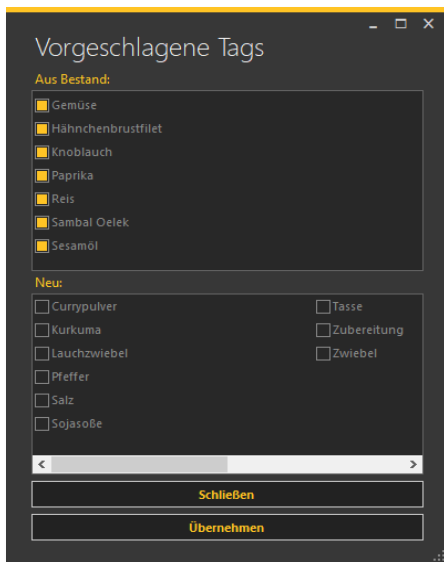 Vorgeschlagene Tags
Aus Bestand:
Gemüse
Hähnchenbrustfilet
Knoblauch
Paprika
Reis
Sambal Oelek
Sesamöl
Neu:
Currypulver
Kurkuma
Lauchzwiebel
Pfeffer
Salz
Sojasoße
Tasse
Zubereitung
Zwiebel
Schließen
Übernehmen